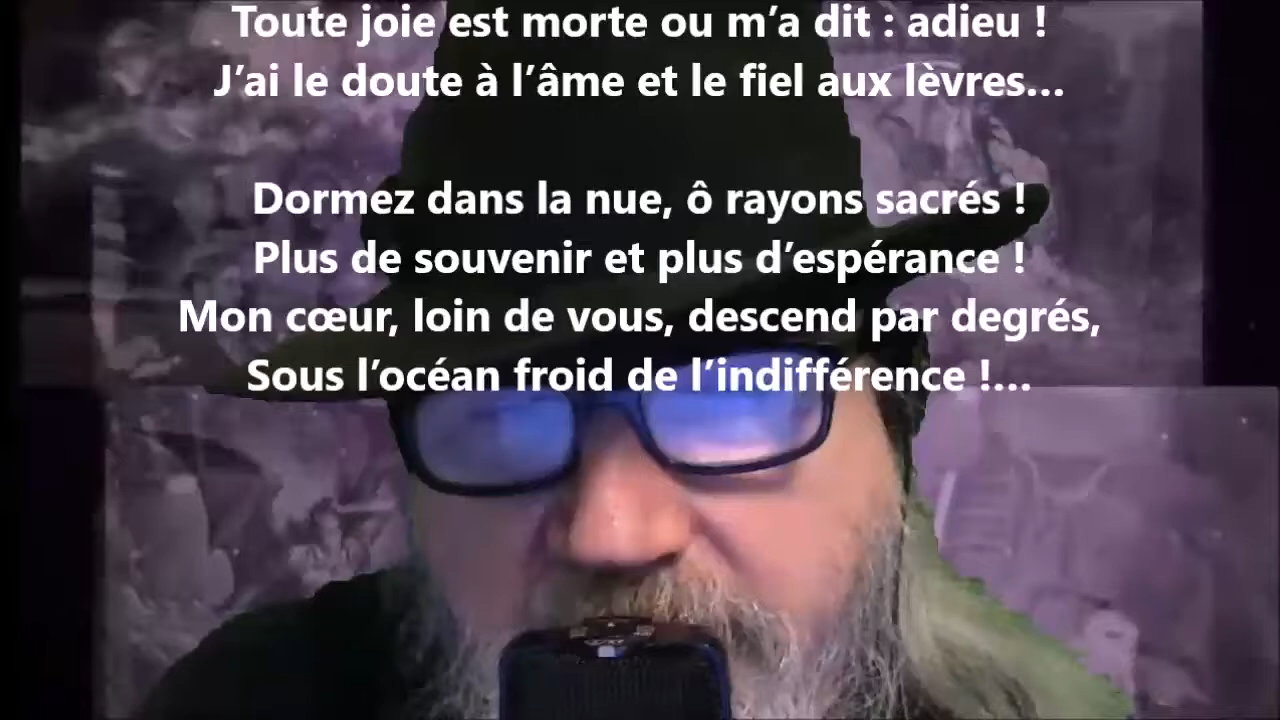 Toute joie est morte ou m’a dit : adieu !
J’ai le doute à l’âme et le fiel aux lèvres…
Dormez dans la nue, ô rayons sacrés !
Plus de souvenir et plus d’espérance !
Mon cœur, loin de vous, descend par degrés,
Sous l’océan froid de l’indifférence !…